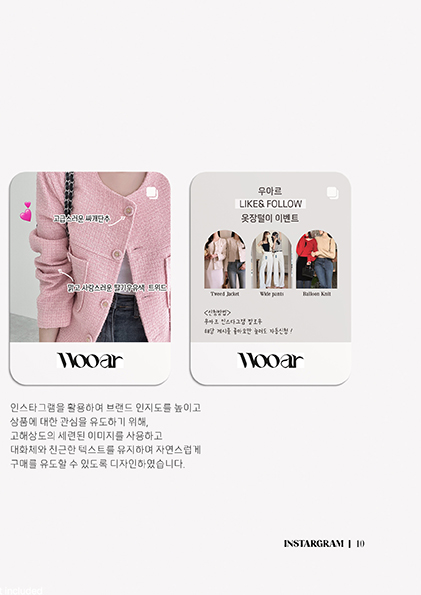 고급스러운 싸개단추
맑고 사랑스러운 딸기우유색 트위드
Wooar
우아르
LIKE& FOLLOW
옷장털이 이벤트
Tweed Jacket
Wide pants
Balloon Knit
<신청방법>
우아르 인스타그램 팔로우
해당 게시물 좋아요만 눌러도 자동신청!
Wooar
인스타그램을 활용하여 브랜드 인지도를 높이고
상품에 대한 관심을 유도하기 위해,
고해상도의 세련된 이미지를 사용하고
대화체와 친근한 텍스트를 유지하여 자연스럽게
구매를 유도할 수 있도록 디자인하였습니다.
INSTARGRAM | 10